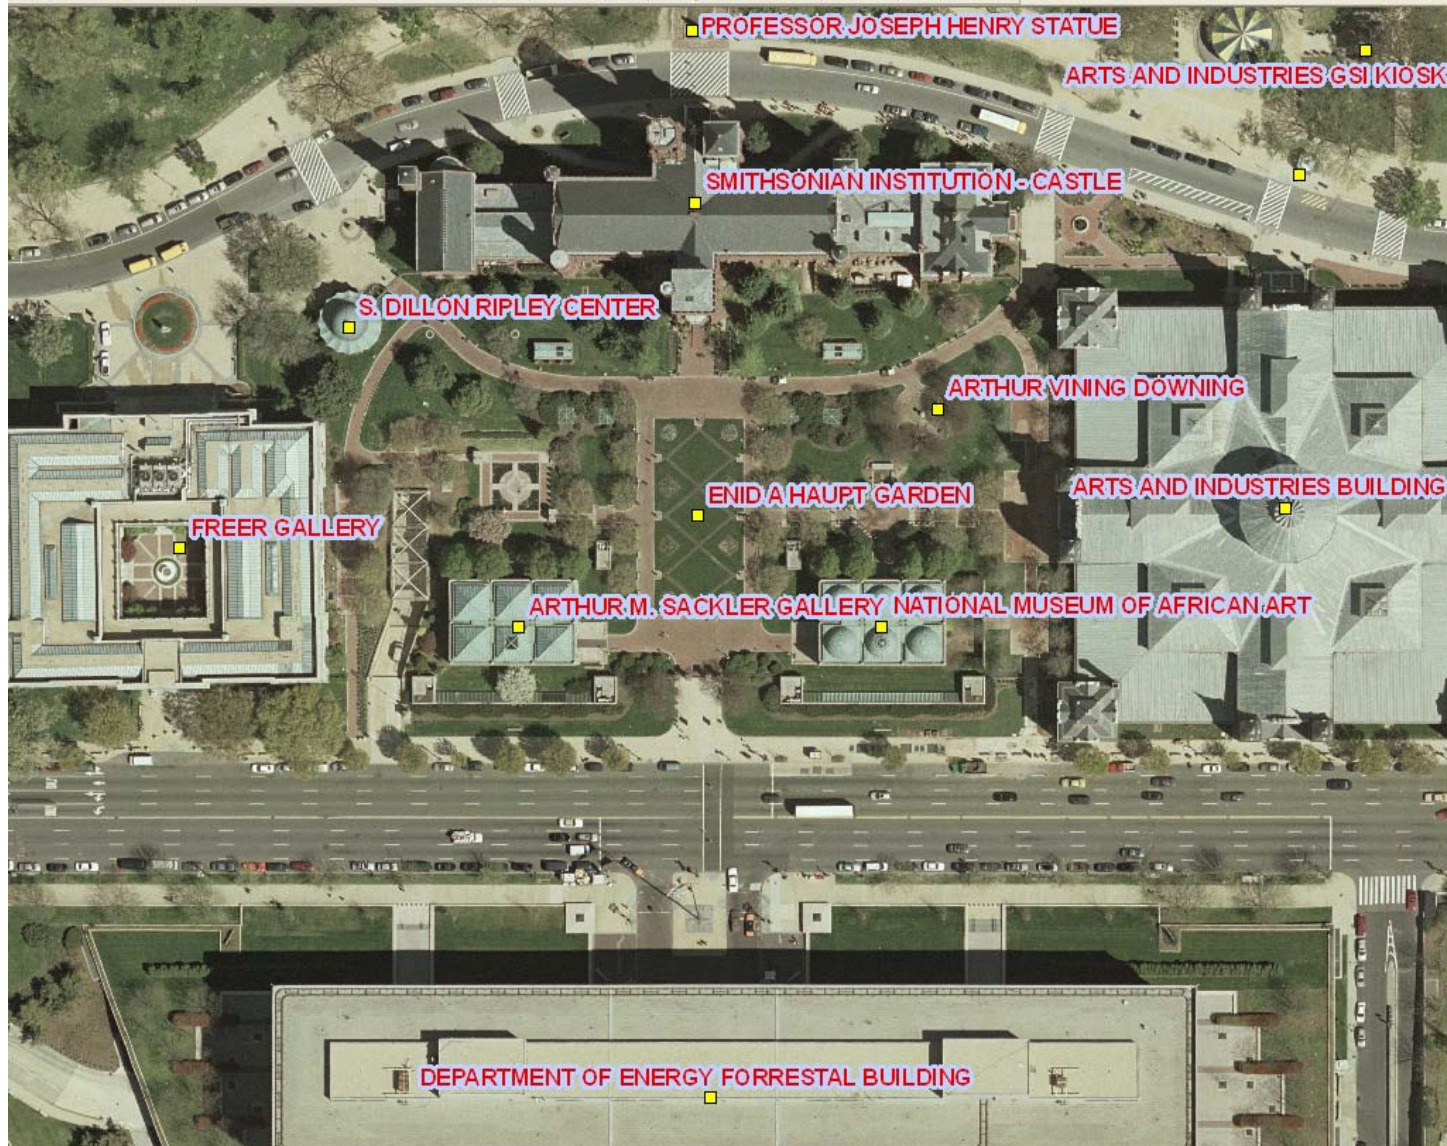 PROFESSOR JOSEPH HENRY STATUE
ARTS AND INDUSTRIES GSI KIOSK
SMITHSONIAN INSTITUTION - CASTLE
S. DILLON RIPLEY CENTER
ARTHUR VINING DOWNING
ARTS AND INDUSTRIES BUILDING
ENID A HAUPT GARDEN
FREER GALLERY
ARTHUR M. SACKLER GALLERY
NATIONAL MUSEUM OF AFRICAN ART
DEPARTMENT OF ENERGY FORRESTAL BUILDING